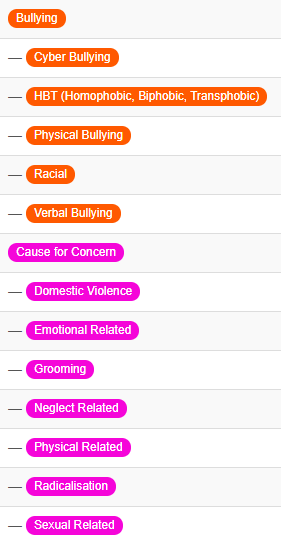 Bullying
— Cyber Bullying
— HBT (Homophobic, Biphobic, Transphobic)
— Physical Bullying
— Racial
— Verbal Bullying
Cause for Concern
— Domestic Violence
— Emotional Related
— Grooming
— Neglect Related
— Physical Related
— Radicalisation
— Sexual Related